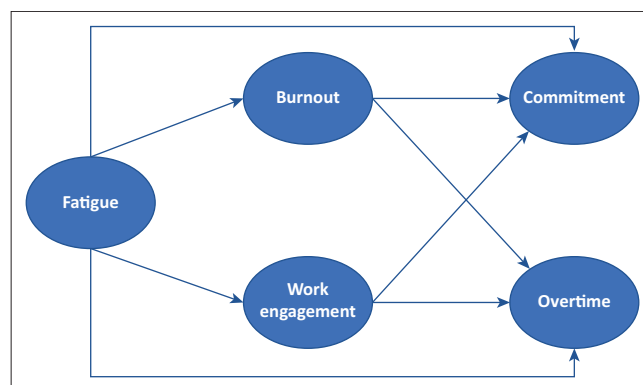 Burnout
Commitment
Fatigue
Work
engagement
Overtime